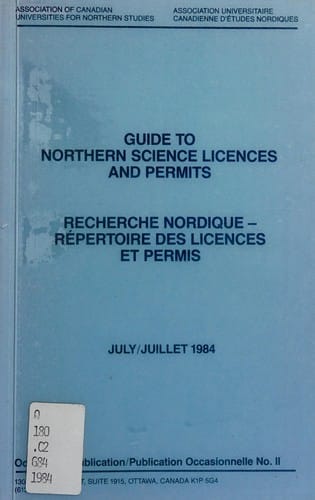 ASSOCIATION OF CANADIAN
UNIVERSITIES FOR NORTHERN STUDIES
ASSOCIATION UNIVERSITAIRE
CANADIENNE D'ÉTUDES NORDIQUES
GUIDE TO
NORTHERN SCIENCE LICENCES
AND PERMITS
RECHERCHE NORDIQUE –
RÉPERTOIRE DES LICENCES
ET PERMIS
JULY/JUILLET 1984
Publication/Publication Occasionnelle No. II
SUITE 1915, OTTAWA, CANADA K1P 5G4
Q
180
.C2
G84
1984